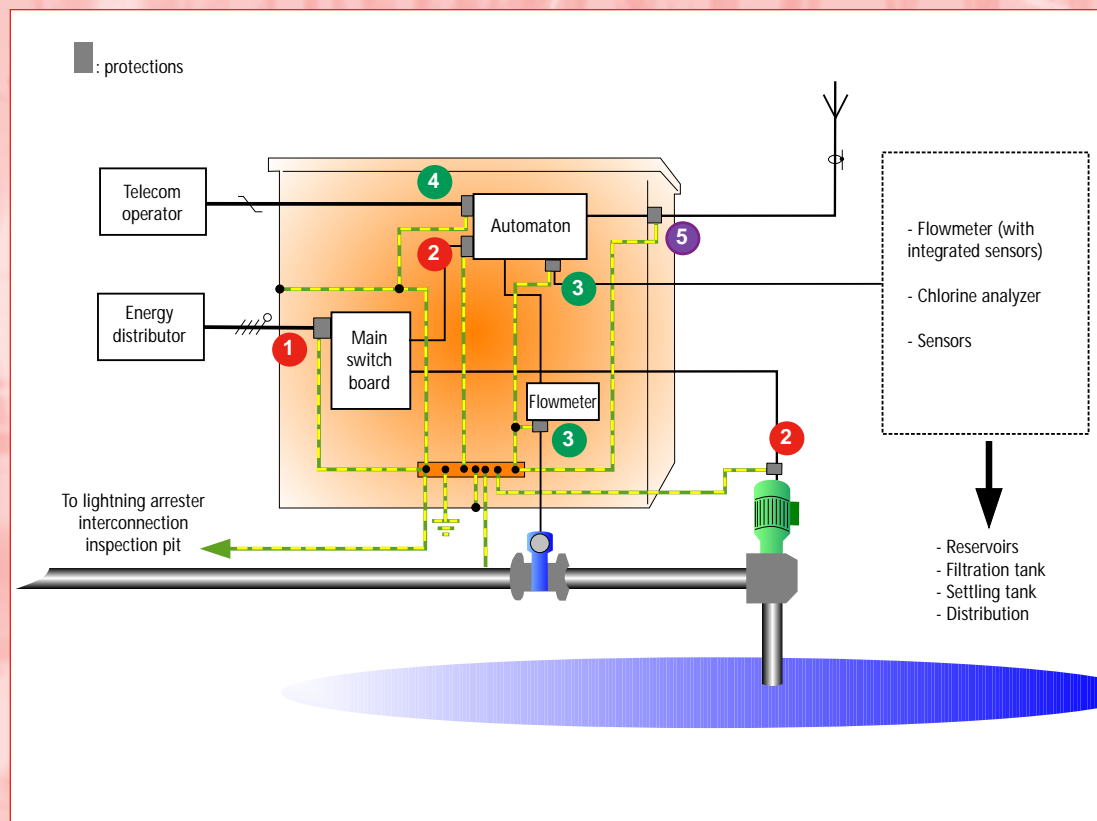 : protections
Telecom
operator
4
Automaton
5
2
3
Energy
distributor
1
Main
switch
board
Flowmeter
3
2
- Flowmeter (with
integrated sensors)
- Chlorine analyzer
- Sensors
To lightning arrester
interconnection
inspection pit
- Reservoirs
- Filtration tank
- Settling tank
- Distribution